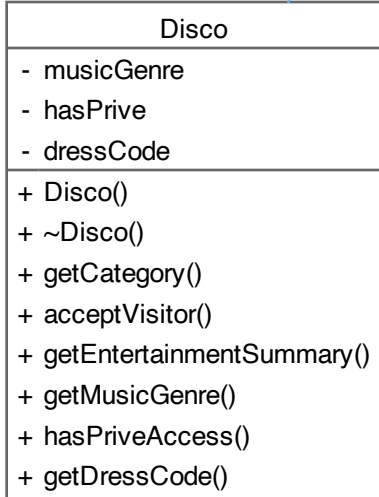 Disco
- musicGenre
- hasPrive
- dressCode
+ Disco()
+ ~Disco()
+ getCategory()
+ acceptVisitor()
+ getEntertainmentSummary()
+ getMusicGenre()
+ hasPriveAccess()
+ getDressCode()